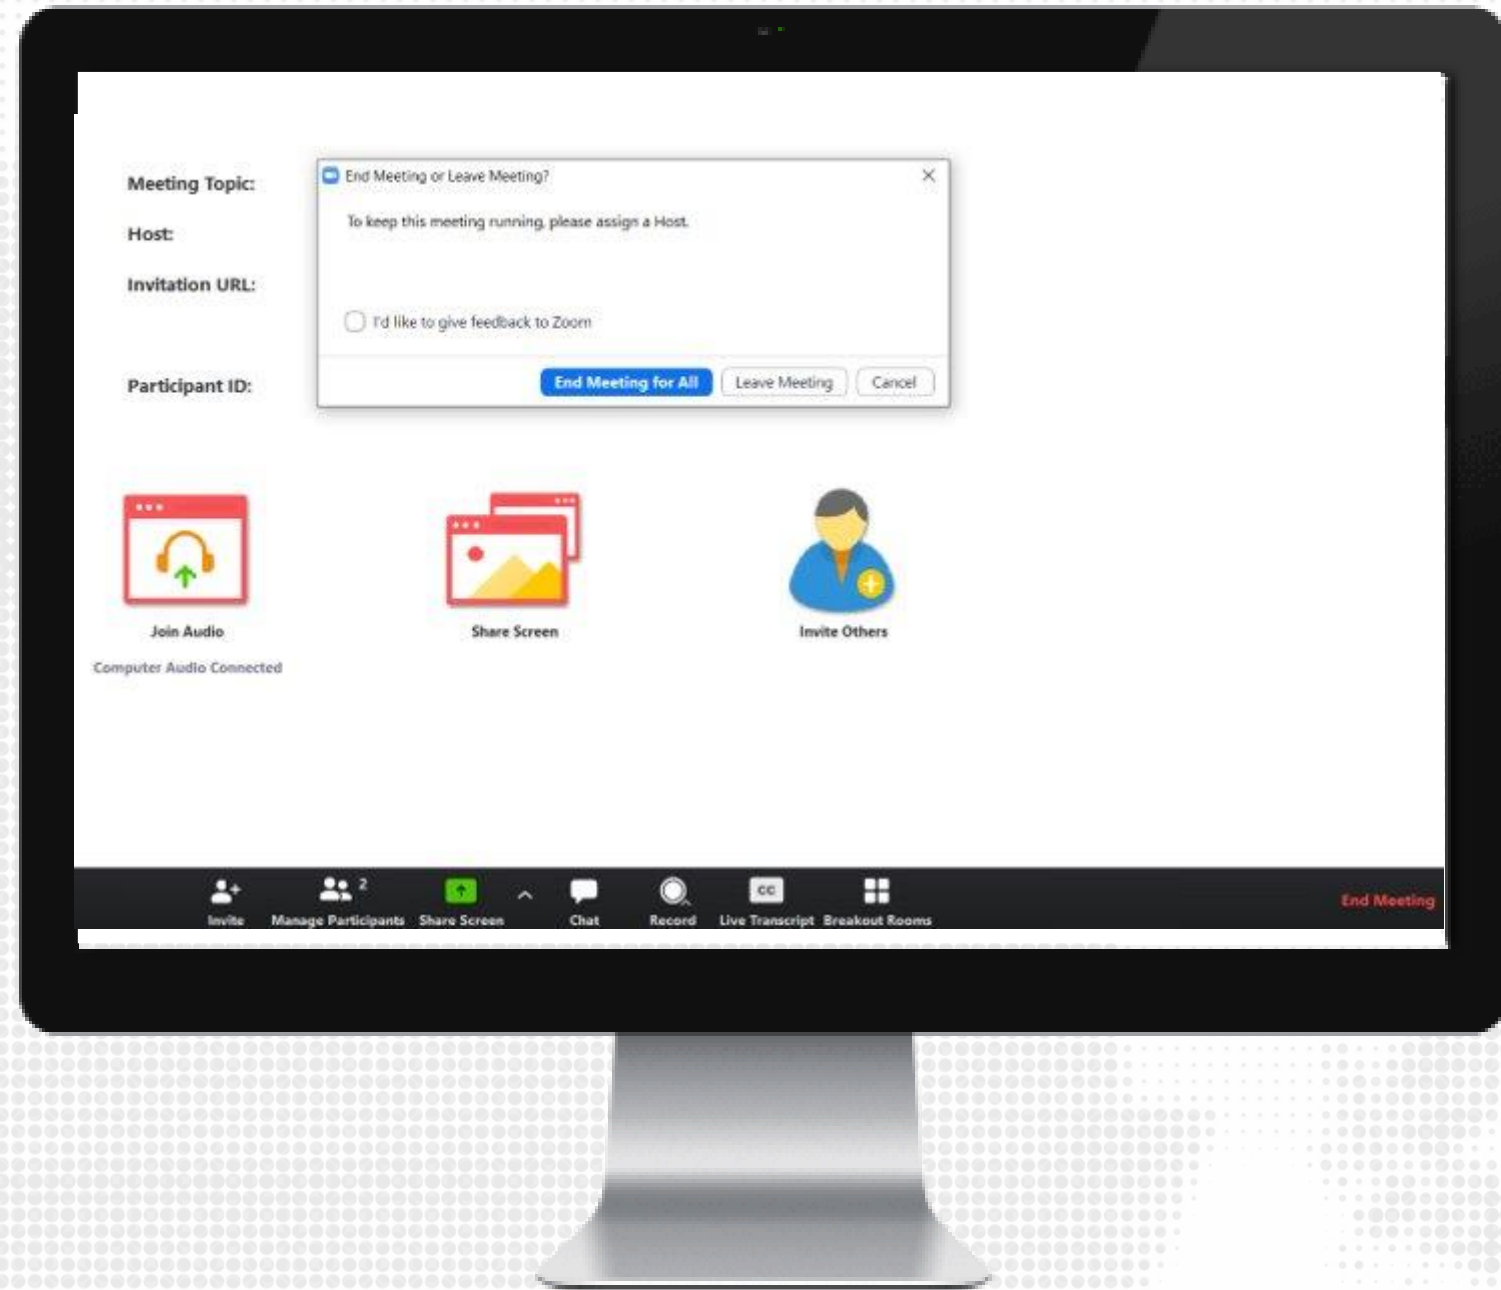 Meeting Topic:
Host:
Invitation URL:
Participant ID:
End Meeting or Leave Meeting?
To keep this meeting running, please assign a Host.
I'd like to give feedback to Zoom
End Meeting for All
Leave Meeting
Cancel
Join Audio
Computer Audio Connected
Share Screen
Invite Others
Invite
Manage Participants
2
Share Screen
Chat
Record
CC
Live Transcript
Breakout Rooms
End Meeting